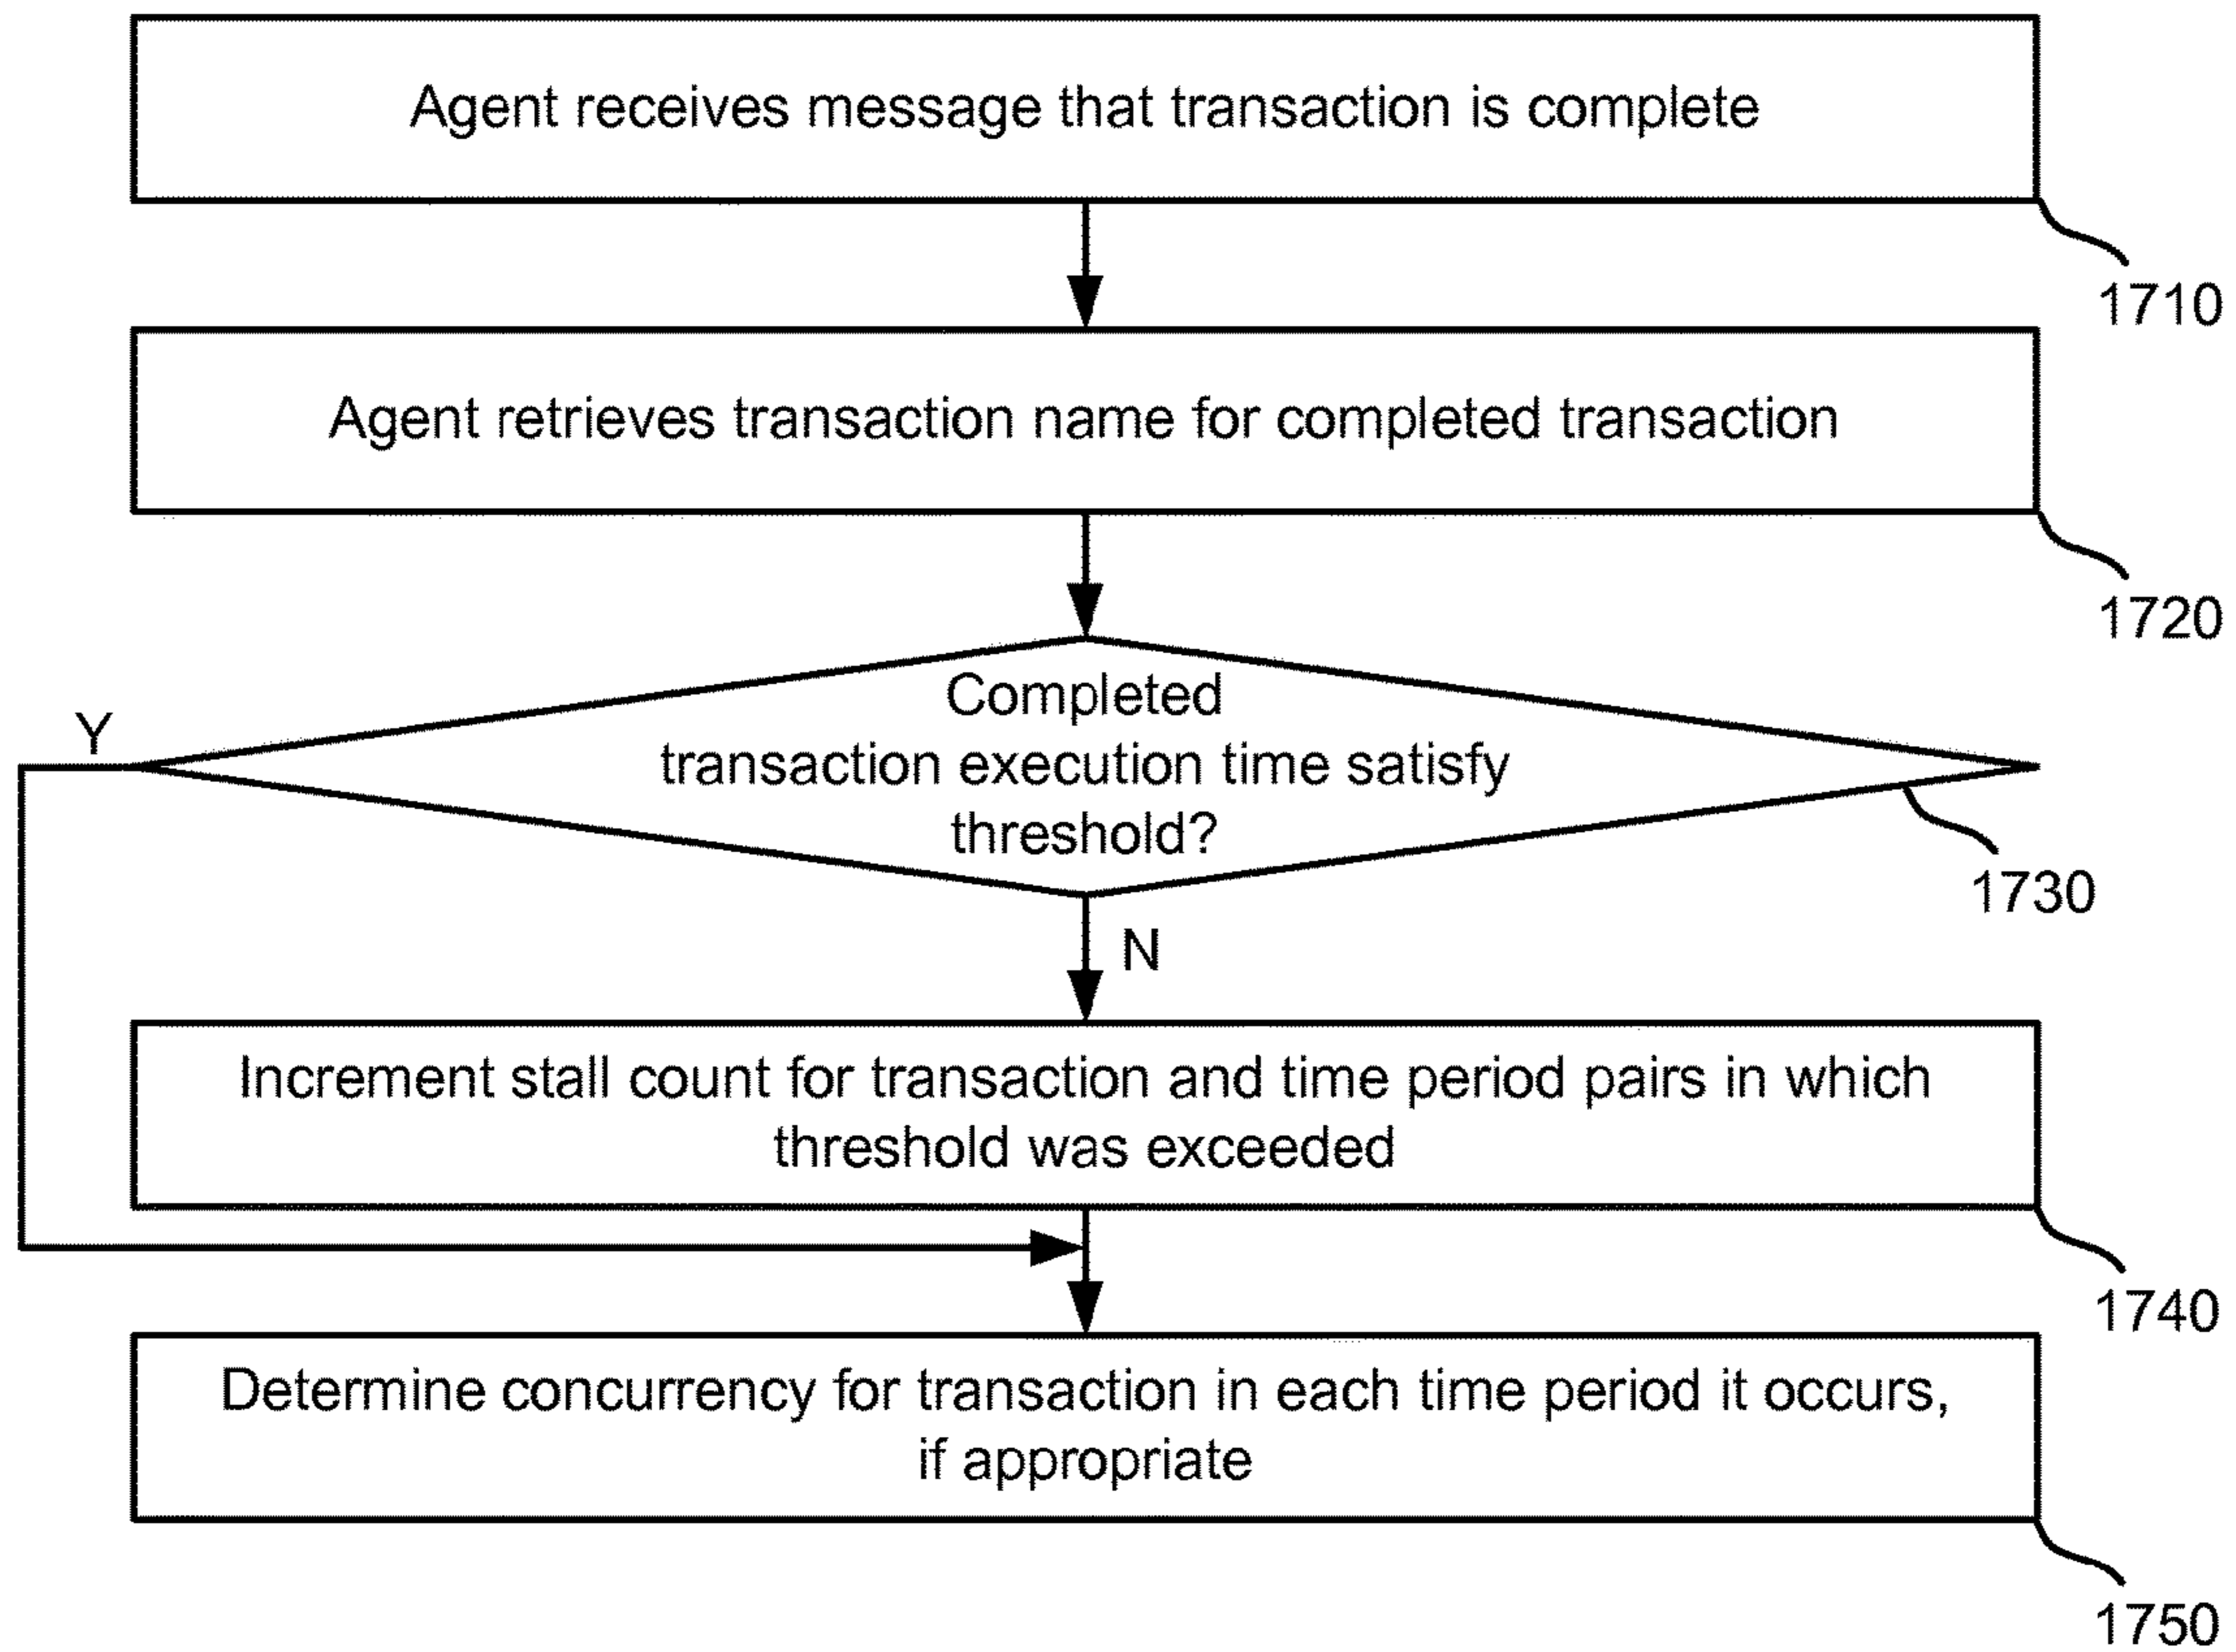 Agent receives message that transaction is complete
1710
Agent retrieves transaction name for completed transaction
1720
Completed
transaction execution time satisfy
threshold?
Y
1730
N
Increment stall count for transaction and time period pairs in which
threshold was exceeded
1740
Determine concurrency for transaction in each time period it occurs,
if appropriate
1750